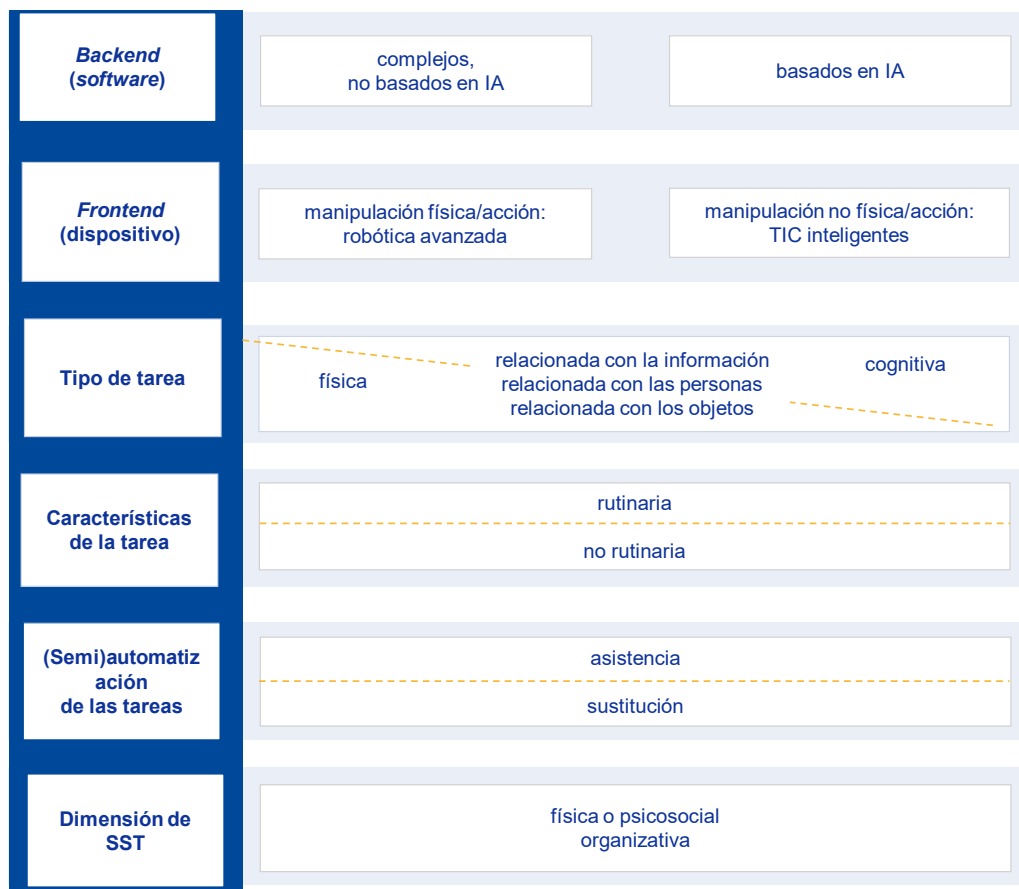 Backend
(software)
complejos,
no basados en IA
basados en IA
Frontend
(dispositivo)
manipulación física/acción:
robótica avanzada
manipulación no física/acción:
TIC inteligentes
Tipo de tarea
física
relacionada con la información
relacionada con las personas
relacionada con los objetos
cognitiva
Características
de la tarea
rutinaria
no rutinaria
(Semi)automatiz
ación
de las tareas
asistencia
sustitución
Dimensión de
SST
física o psicosocial
organizativa